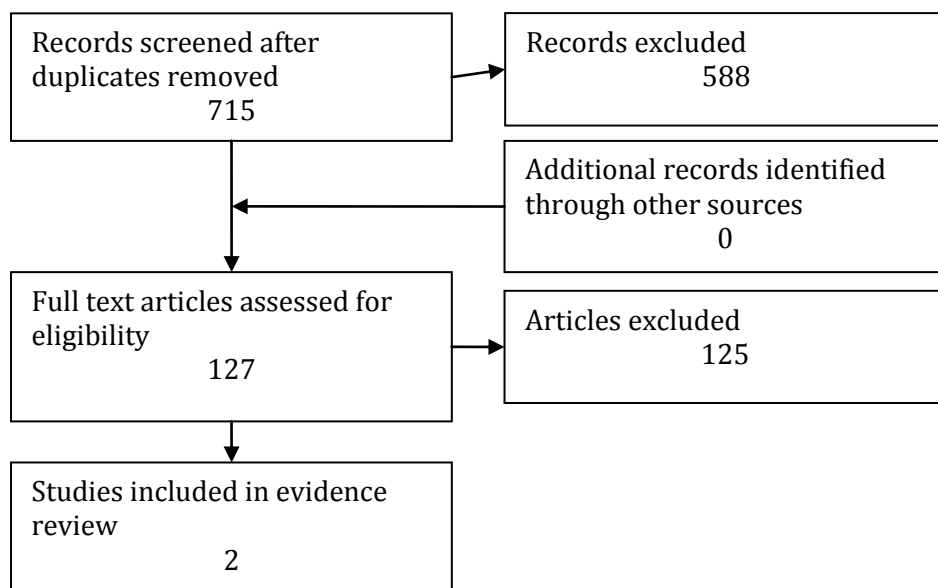 Records screened after
duplicates removed
715
Records excluded
588
Additional records identified
through other sources
0
Full text articles assessed for
eligibility
127
Articles excluded
125
Studies included in evidence
review
2